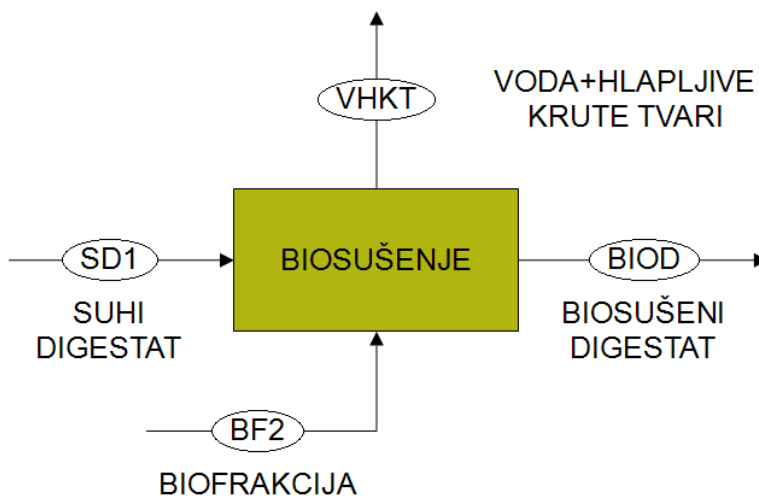 VHKT
VODA+HLAPLJIVE
KRUTE TVARI
SD1
BIOSUŠENJE
BIOD
SUHI
DIGESTAT
BIOSUŠENI
DIGESTAT
BF2
BIOFRAKCIJA